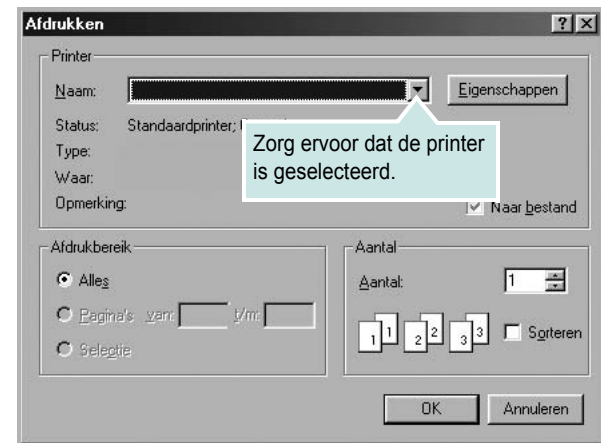 Afdrukken
Printer
Naam:
Eigenschappen
Status: Standaardprinter;
Zorg ervoor dat de printer
is geselecteerd.
Type:
Waar:
Opmerking:
Naar bestand
Afdrukbereik
Alles
Pagina's van: t/m:
Selectie
Aantal
Aantal: 1
1 1 2 2 3 3
Sorteren
OK Annuleren